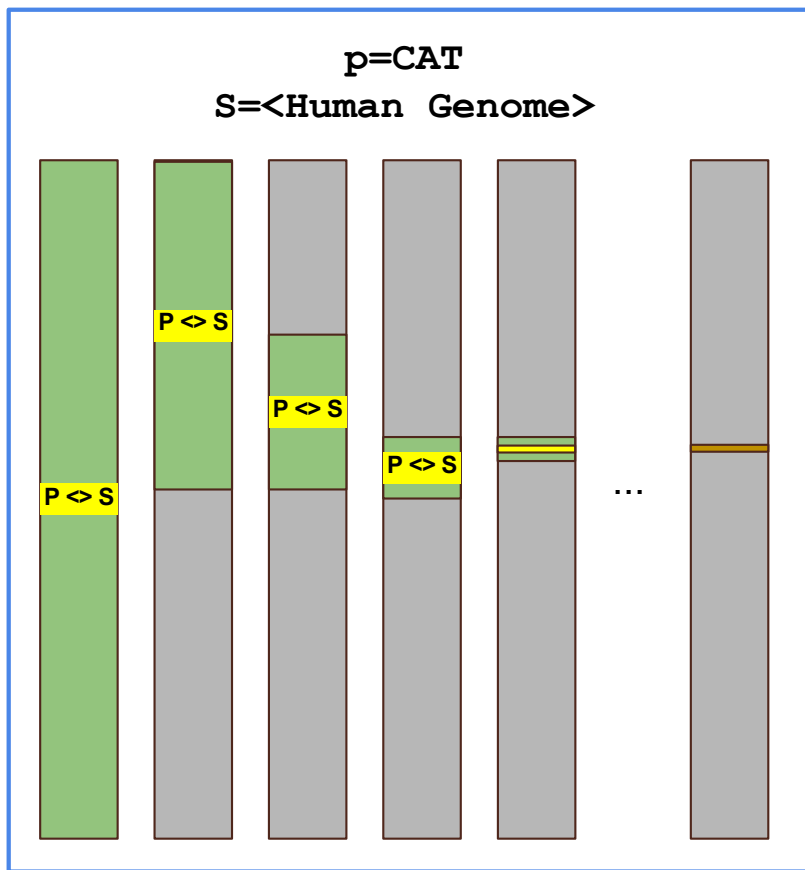 p=CAT
S=<Human Genome>
P <> S
P <> S
P <> S
P <> S
...